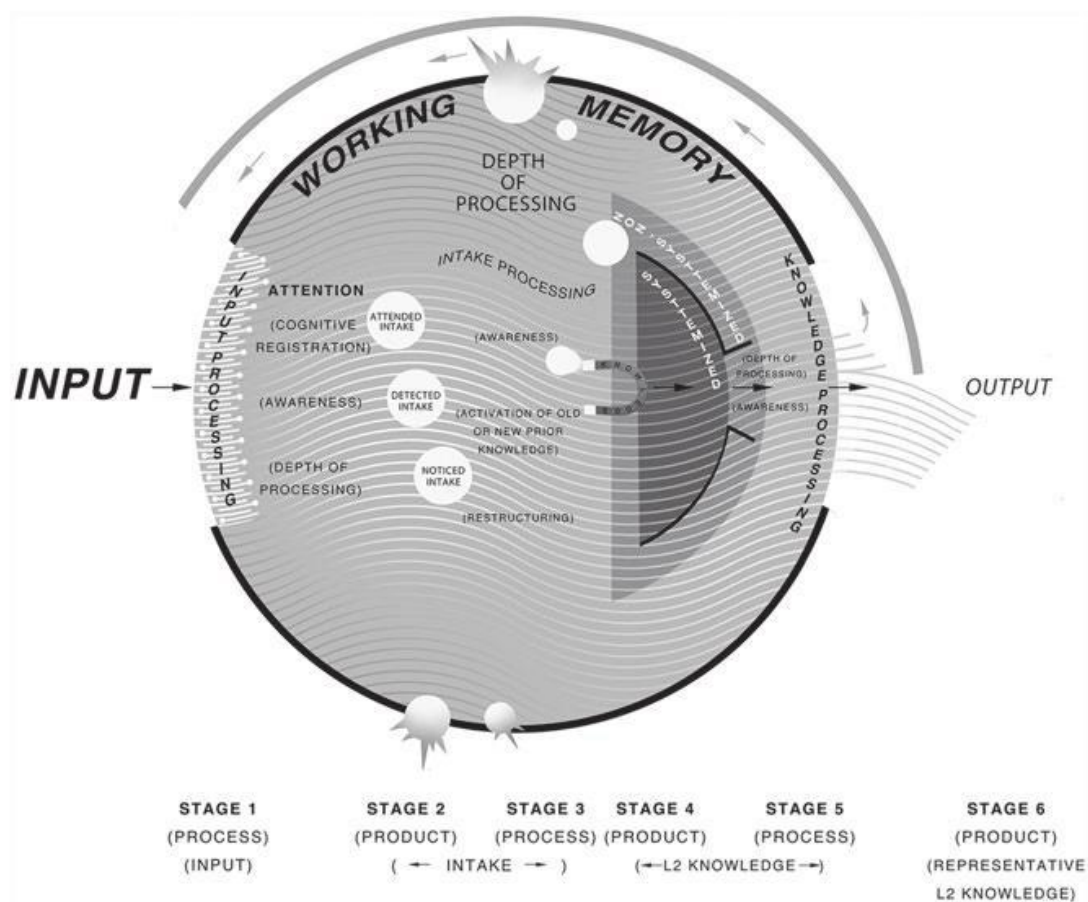 WORKING
MEMORY
DEPTH
OF
PROCESSING
NON-SYSTEMIZED
SYSTEMIZED
INTAKE PROCESSING
KNOWLEDGE PROCESSING
INPUT PROCESSING
ATTENTION
(COGNITIVE
REGISTRATION)
ATTENDED
INTAKE
(AWARENESS)
(DEPTH OF
PROCESSING)
INPUT
(AWARENESS)
DETECTED
INTAKE
(ACTIVATION OF OLD
OR NEW PRIOR
KNOWLEDGE)
(AWARENESS)
OUTPUT
(DEPTH OF
PROCESSING)
NOTICED
INTAKE
(RESTRUCTURING)
STAGE 1
(PROCESS)
(INPUT)
STAGE 2
(PRODUCT)
STAGE 3
(PROCESS)
( ← INTAKE → )
STAGE 4
(PRODUCT)
STAGE 5
(PROCESS)
(←L2 KNOWLEDGE→)
STAGE 6
(PRODUCT)
(REPRESENTATIVE
L2 KNOWLEDGE)